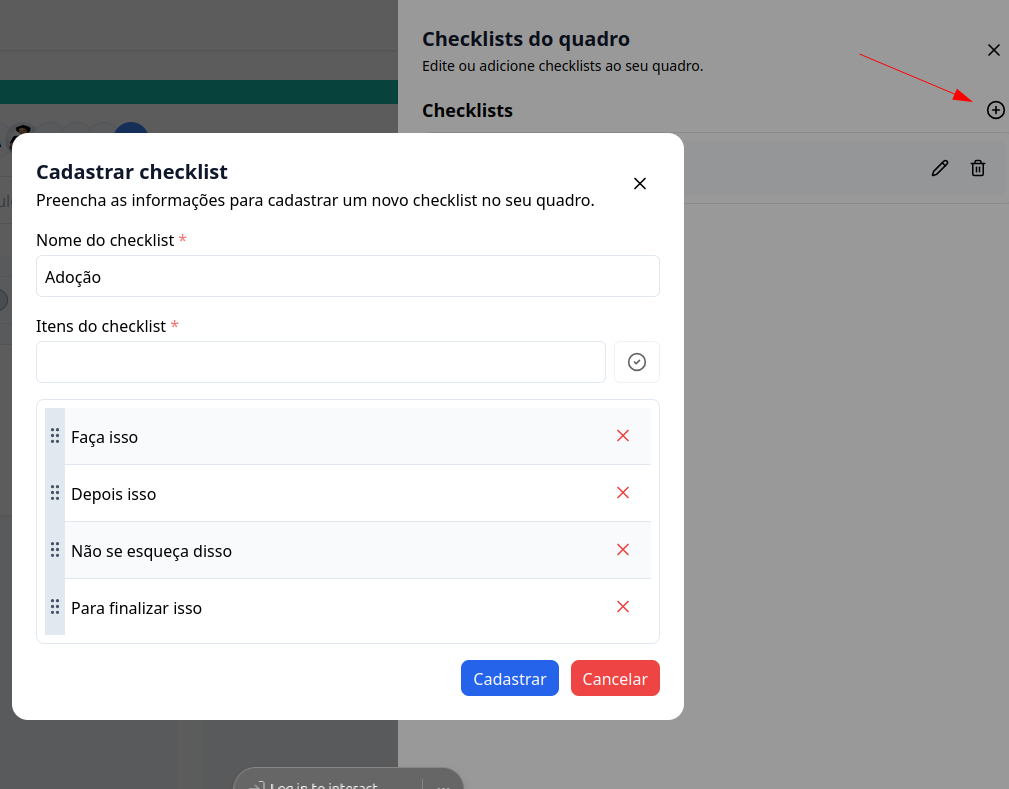 Checklists do quadro
Edite ou adicione checklists ao seu quadro.
Checklists
Cadastrar checklist
Preencha as informações para cadastrar um novo checklist no seu quadro.
Nome do checklist *
Adoção
Itens do checklist *
Faça isso
Depois isso
Não se esqueça disso
Para finalizar isso
Cadastrar
Cancelar
Log in to interact